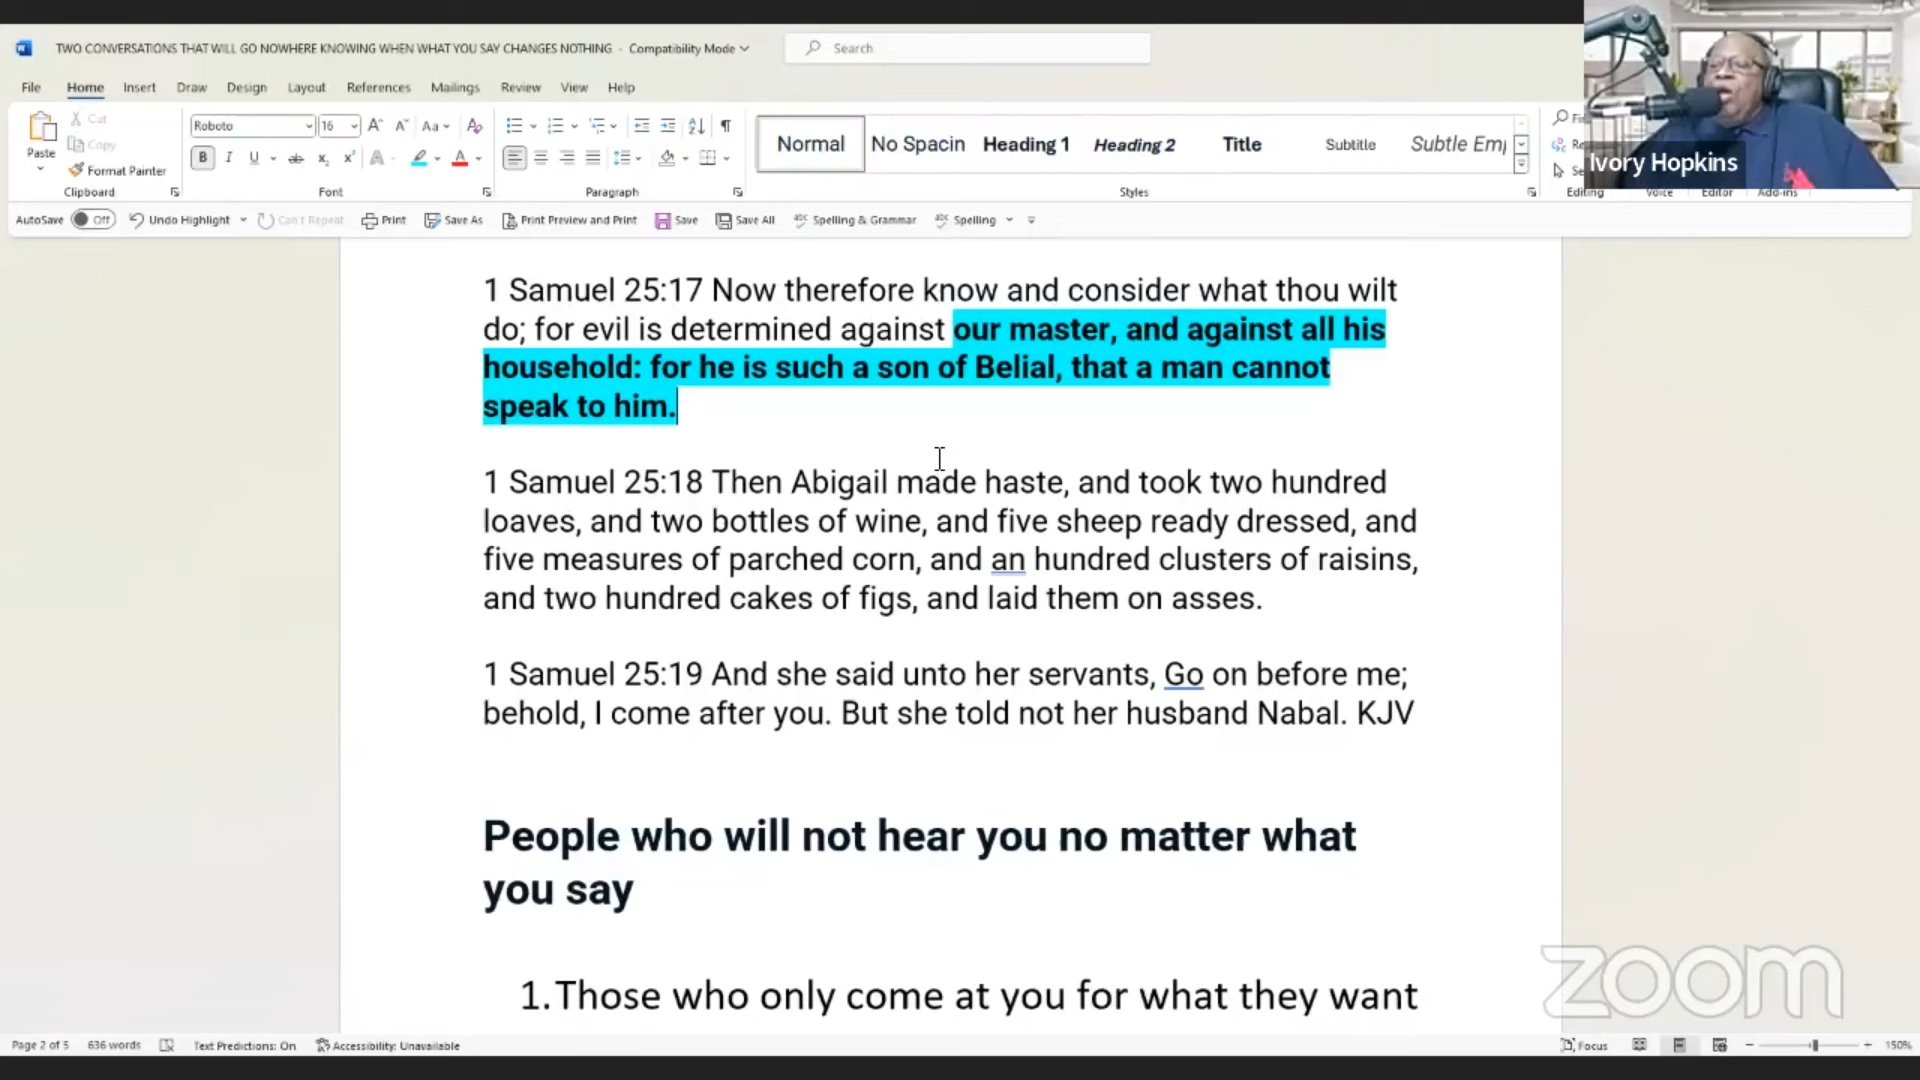 TWO CONVERSATIONS THAT WILL GO NOWHERE KNOWING WHEN WHAT YOU SAY CHANGES NOTHING - Compatibility Mode
Search
File Home Insert Draw Design Layout References Mailings Review View Help
Paste
Cut
Copy
Format Painter
Clipboard
Roboto 16
Font
Paragraph
Normal No Spacin Heading 1 Heading 2 Title Subtitle Subtle Em
Styles
Ivory Hopkins
Editing Voice Editor Add-ins
AutoSave Off Undo Highlight Can't Repeat Print Save As Print Preview and Print Save Save All Spelling & Grammar Spelling
1 Samuel 25:17 Now therefore know and consider what thou wilt
do; for evil is determined against our master, and against all his
household: for he is such a son of Belial, that a man cannot
speak to him.
1 Samuel 25:18 Then Abigail made haste, and took two hundred
loaves, and two bottles of wine, and five sheep ready dressed, and
five measures of parched corn, and an hundred clusters of raisins,
and two hundred cakes of figs, and laid them on asses.
1 Samuel 25:19 And she said unto her servants, Go on before me;
behold, I come after you. But she told not her husband Nabal. KJV
People who will not hear you no matter what
you say
1. Those who only come at you for what they want
zoom
Page 2 of 5 636 words Text Predictions: On Accessibility: Unavailable Focus 150%